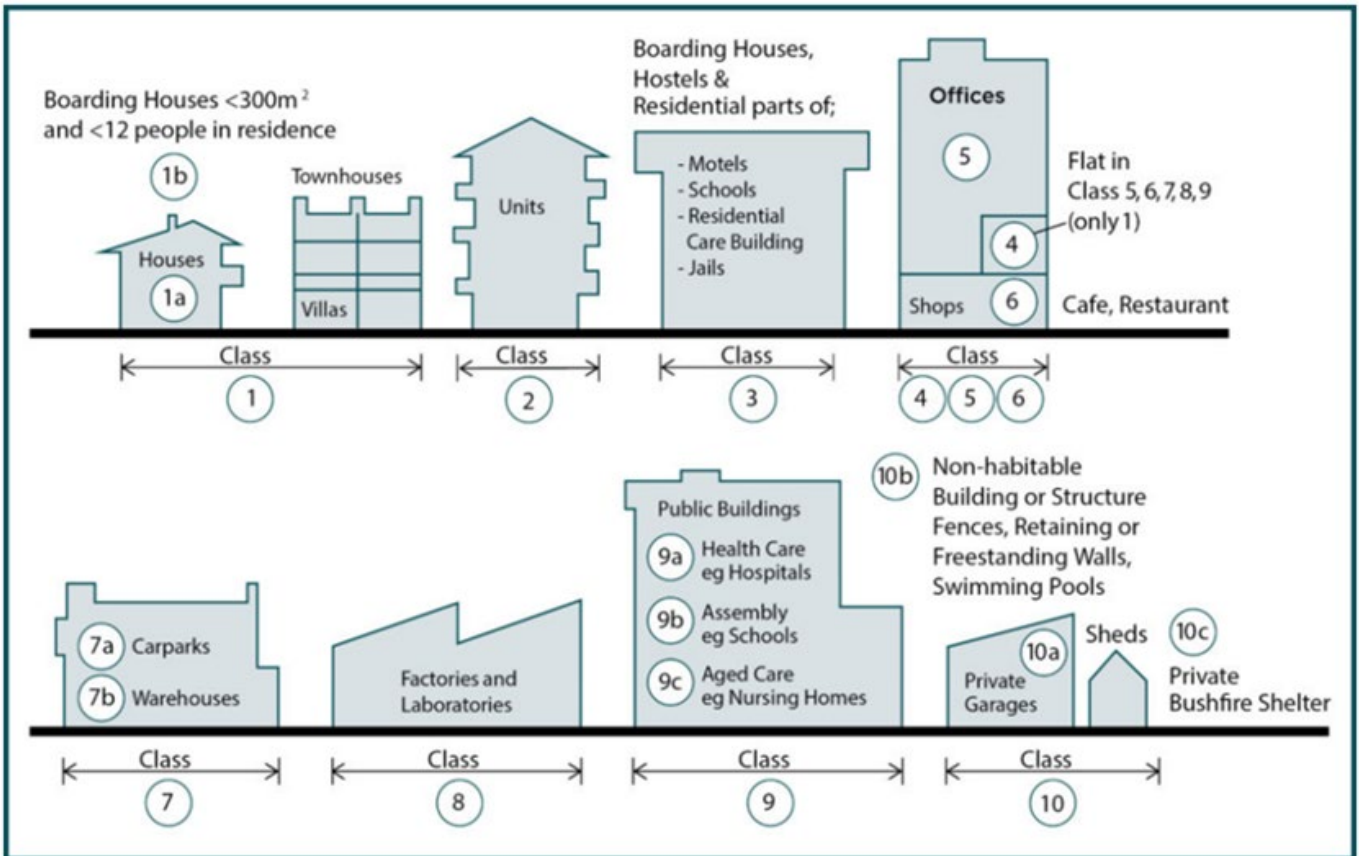 Boarding Houses <300m²
and <12 people in residence
1b
Houses
1a
Townhouses
Villas
Class
1
Units
Class
2
Boarding Houses,
Hostels &
Residential parts of;
- Motels
- Schools
- Residential
Care Building
- Jails
Class
3
Offices
5
4
Flat in
Class 5, 6, 7, 8, 9
(only 1)
Shops
6
Cafe, Restaurant
Class
4 5 6
7a Carparks
7b Warehouses
Class
7
Factories and
Laboratories
Class
8
Public Buildings
9a Health Care
eg Hospitals
9b Assembly
eg Schools
9c Aged Care
eg Nursing Homes
Class
9
10b Non-habitable
Building or Structure
Fences, Retaining or
Freestanding Walls,
Swimming Pools
10a
Private
Garages
Sheds
10c
Private
Bushfire Shelter
Class
10